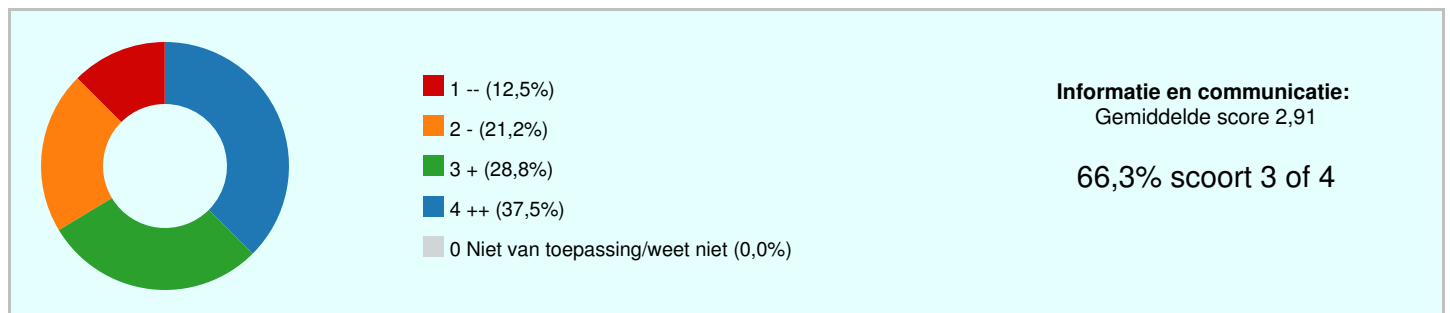 1 -- (12,5%)
2 - (21,2%)
3 + (28,8%)
4 ++ (37,5%)
0 Niet van toepassing/weet niet (0,0%)
Informatie en communicatie:
Gemiddelde score 2,91
66,3% scoort 3 of 4